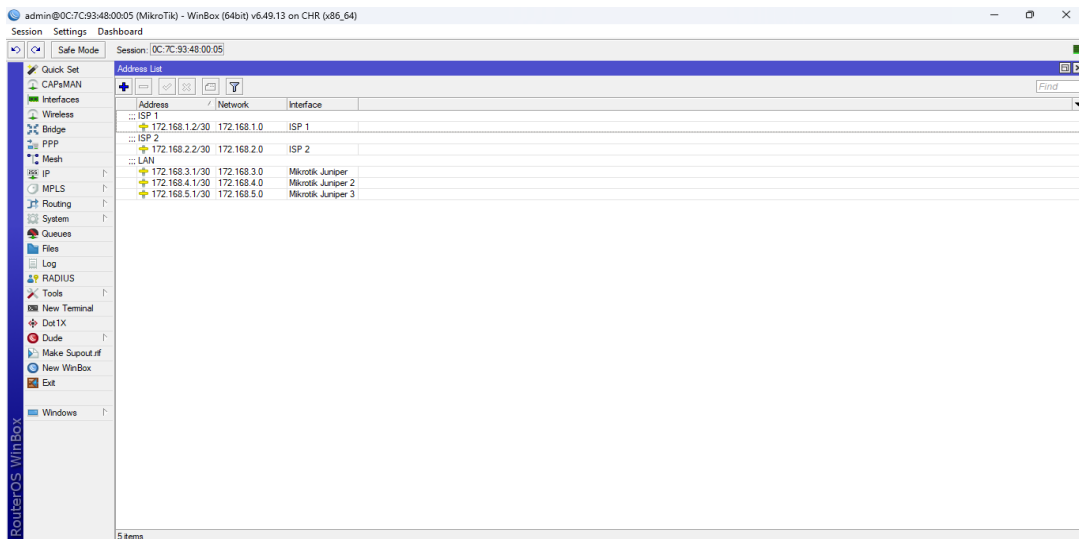 admin@0C:7C:93:48:00:05 (MikroTik) - WinBox (64bit) v6.49.13 on CHR (x86_64)
Session Settings Dashboard
Safe Mode Session: 0C:7C:93:48:00:05
Quick Set
CAPsMAN
Interfaces
Wireless
Bridge
PPP
Mesh
IP
MPLS
Routing
System
Queues
Files
Log
RADIUS
Tools
New Terminal
Dot1X
Dude
Make Supout.rif
New WinBox
Exit
Windows
RouterOS WinBox
Address List
Find
Address Network Interface
::: ISP 1
172.168.1.2/30 172.168.1.0 ISP 1
::: ISP 2
172.168.2.2/30 172.168.2.0 ISP 2
::: LAN
172.168.3.1/30 172.168.3.0 Mikrotik Juniper
172.168.4.1/30 172.168.4.0 Mikrotik Juniper 2
172.168.5.1/30 172.168.5.0 Mikrotik Juniper 3
5 items